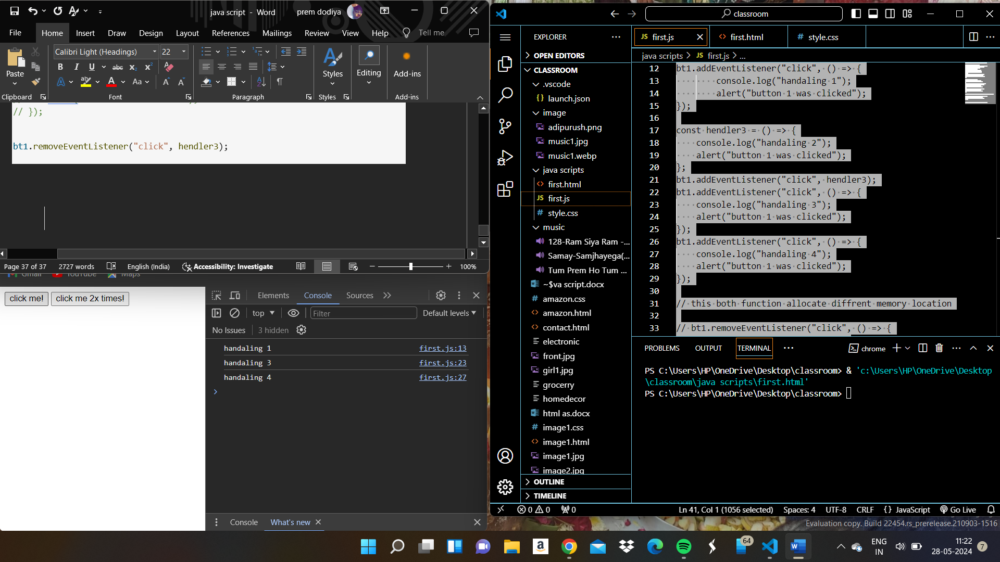 java script - Word
prem dodiya
File
Home
Insert
Draw
Design
Layout
References
Mailings
Review
View
Help
Tell me
Paste
Clipboard
Calibri Light (Headings)
22
B I U abc x₂ x²
A Aa A A
Font
Paragraph
Styles
Styles
Editing
Add-ins
Add-ins
// });
bt1.removeEventListener("click", hendler3);
Page 37 of 37
2727 words
English (India)
Accessibility: Investigate
100%
Gmail
YouTube
Maps
click me!
click me 2x times!
Elements
Console
Sources
top
Filter
Default levels
No Issues
3 hidden
handaling 1 first.js:13
handaling 3 first.js:23
handaling 4 first.js:27
Console
What's new
classroom
EXPLORER
OPEN EDITORS
CLASSROOM
.vscode
launch.json
image
adipurush.png
music1.jpg
music1.webp
java scripts
first.html
JS first.js
# style.css
music
128-Ram Siya Ram -...
Samay-Samjhayega(...
Tum Prem Ho Tum ...
~$va script.docx
# amazon.css
amazon.html
contact.html
electronic
front.jpg
girl1.jpg
grocerry
homedecor
html as.docx
# image1.css
image1.html
image1.jpg
image2.jpg
OUTLINE
TIMELINE
JS first.js
first.html
# style.css
java scripts > JS first.js > ...
12 bt1.addEventListener("click", () => {
13 console.log("handaling 1");
14 alert("button 1 was clicked");
15 });
16
17 const hendler3 = () => {
18 console.log("handaling 2");
19 alert("button 1 was clicked");
20 };
21 bt1.addEventListener("click", hendler3);
22 bt1.addEventListener("click", () => {
23 console.log("handaling 3");
24 alert("button 1 was clicked");
25 });
26 bt1.addEventListener("click", () => {
27 console.log("handaling 4");
28 alert("button 1 was clicked");
29 });
30
31 // this both function allocate diffrent memory location
32
33 // bt1.removeEventListener("click", () => {
PROBLEMS
OUTPUT
TERMINAL
chrome
PS C:\Users\HP\OneDrive\Desktop\classroom> & 'c:\Users\HP\OneDrive\Desktop
\classroom\java scripts\first.html'
PS C:\Users\HP\OneDrive\Desktop\classroom>
0 0
0
Ln 41, Col 1 (1056 selected)
Spaces: 4
UTF-8
CRLF
{} JavaScript
Go Live
Evaluation copy. Build 22454.rs_prerelease.210903-1516
64
ENG
IN
11:22
28-05-2024
7